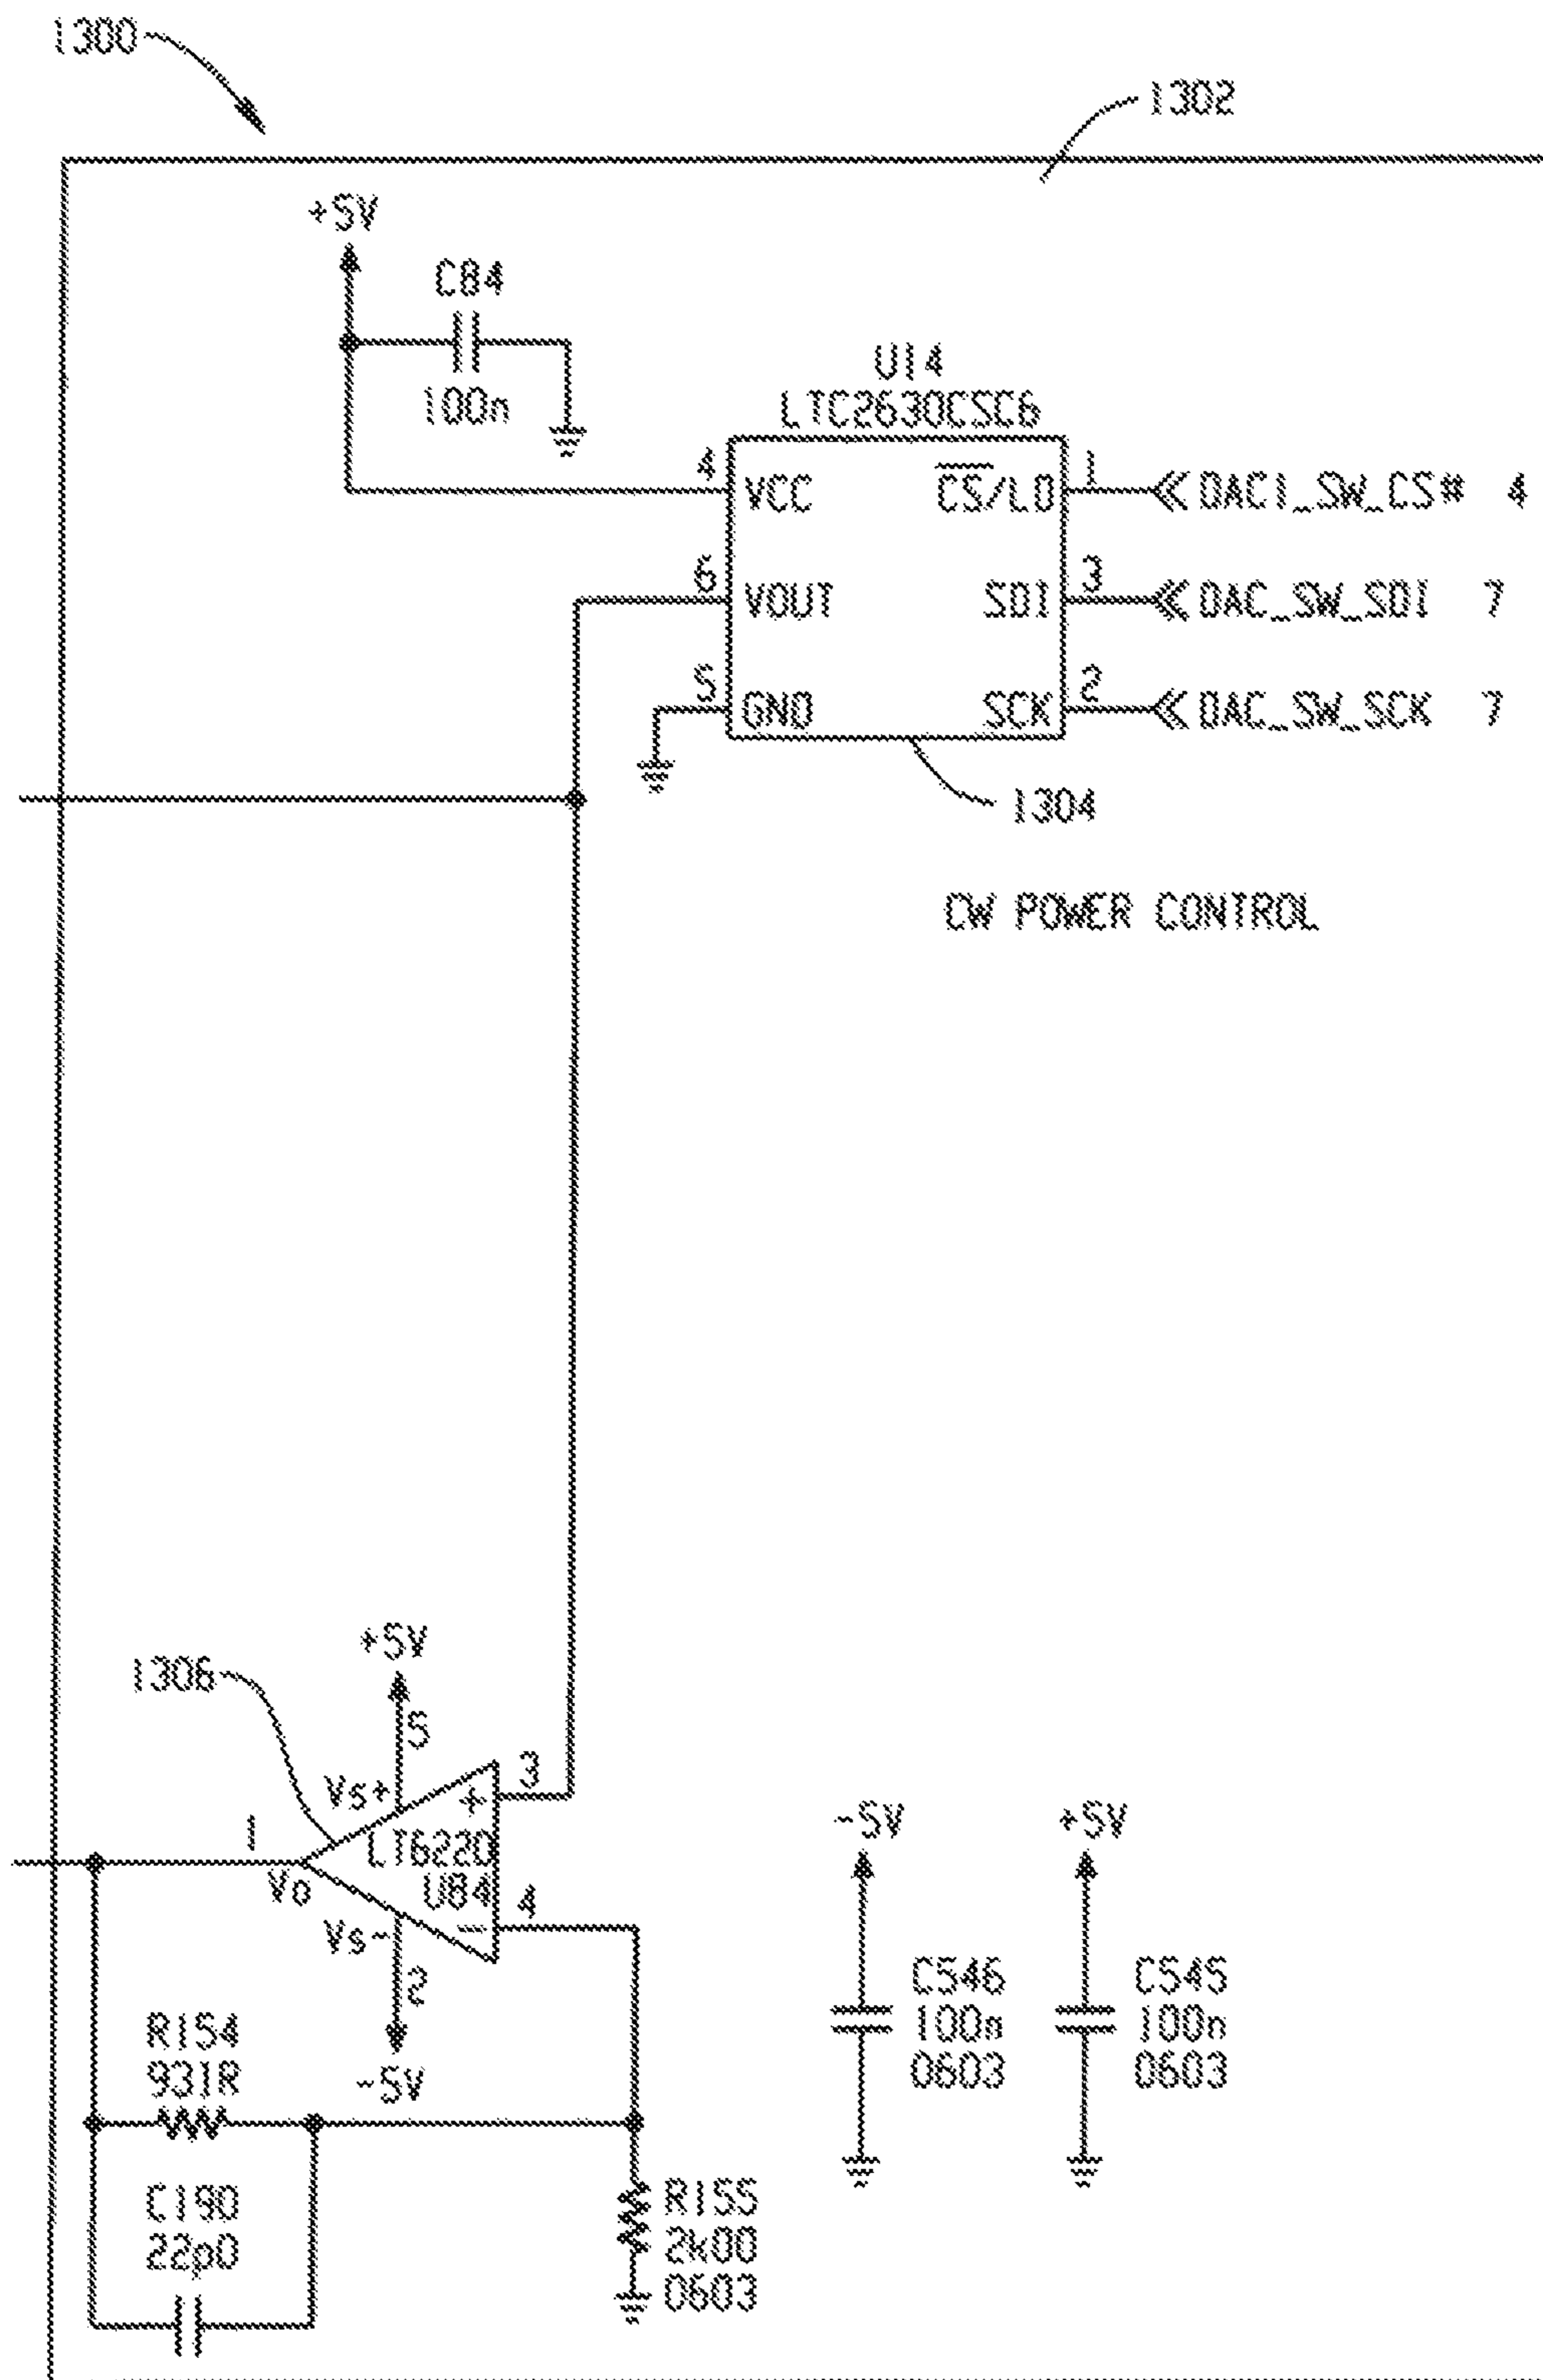 1300
1302
+5V
C84
100n
U14
LTC2630CSC6
4 VCC C̅S̅/LD 1 DAC1_SW_CS# 4
6 VOUT SDI 3 DAC_SW_SDI 7
5 GND SCK 2 DAC_SW_SCK 7
1304
CW POWER CONTROL
+5V
1306
5
Vs+
3
+
1
LT6220
Vo
U84
4
−
Vs-
2
-5V
R154
931R
C190
22p0
R155
2k00
0603
-5V
C546
100n
0603
+5V
C545
100n
0603